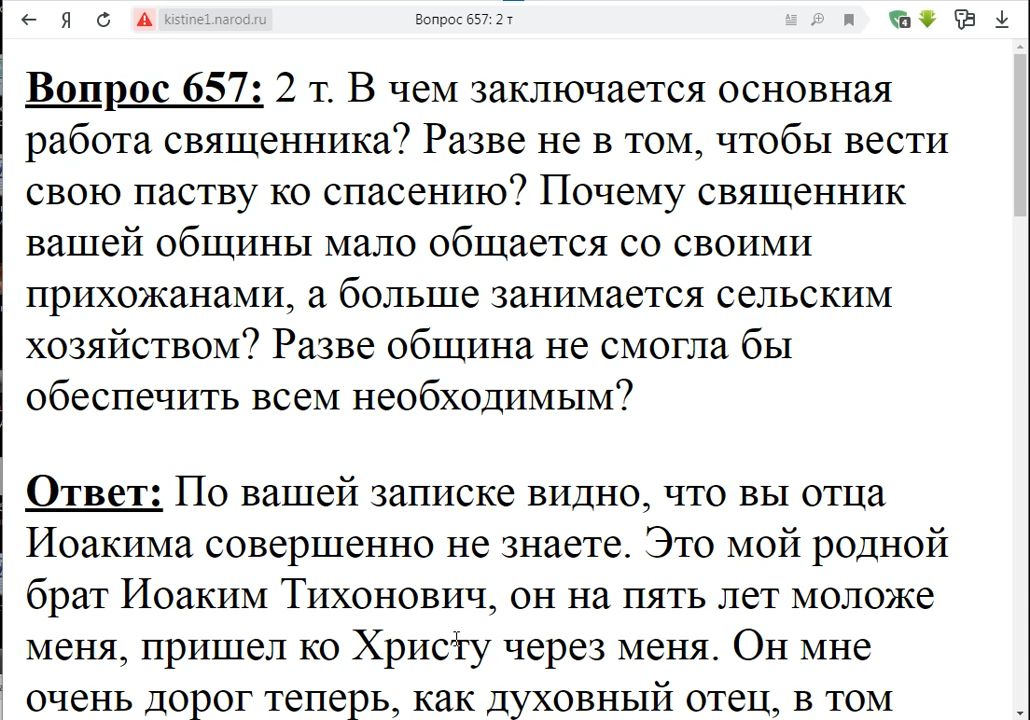 Я kistine1.narod.ru Вопрос 657: 2 т 4
Вопрос 657: 2 т. В чем заключается основная
работа священника? Разве не в том, чтобы вести
свою паству ко спасению? Почему священник
вашей общины мало общается со своими
прихожанами, а больше занимается сельским
хозяйством? Разве община не смогла бы
обеспечить всем необходимым?
Ответ: По вашей записке видно, что вы отца
Иоакима совершенно не знаете. Это мой родной
брат Иоаким Тихонович, он на пять лет моложе
меня, пришел ко Христу через меня. Он мне
очень дорог теперь, как духовный отец, в том